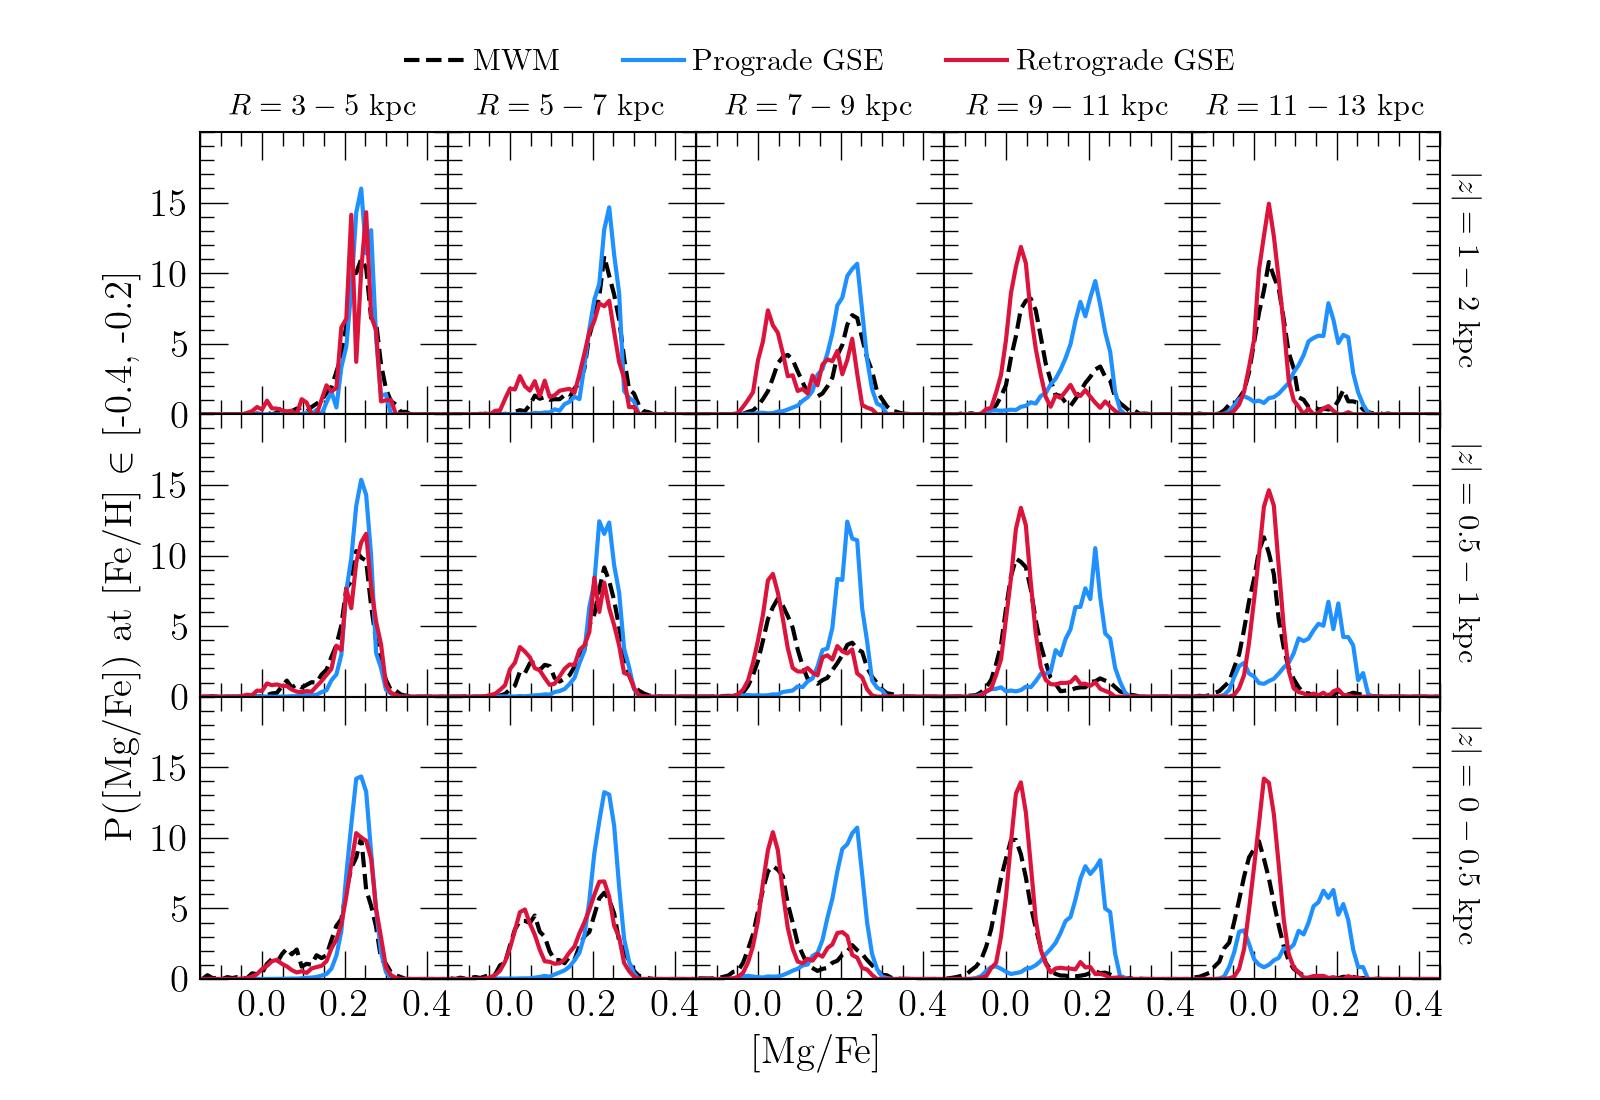 MWM Prograde GSE Retrograde GSE
R = 3 − 5 kpc R = 5 − 7 kpc R = 7 − 9 kpc R = 9 − 11 kpc R = 11 − 13 kpc
P([Mg/Fe]) at [Fe/H] ∈ [-0.4, -0.2]
15
10
5
0
|z| = 1 − 2 kpc
15
10
5
0
|z| = 0.5 − 1 kpc
15
10
5
0
|z| = 0 − 0.5 kpc
0.0 0.2 0.4 0.0 0.2 0.4 0.0 0.2 0.4 0.0 0.2 0.4 0.0 0.2 0.4
[Mg/Fe]